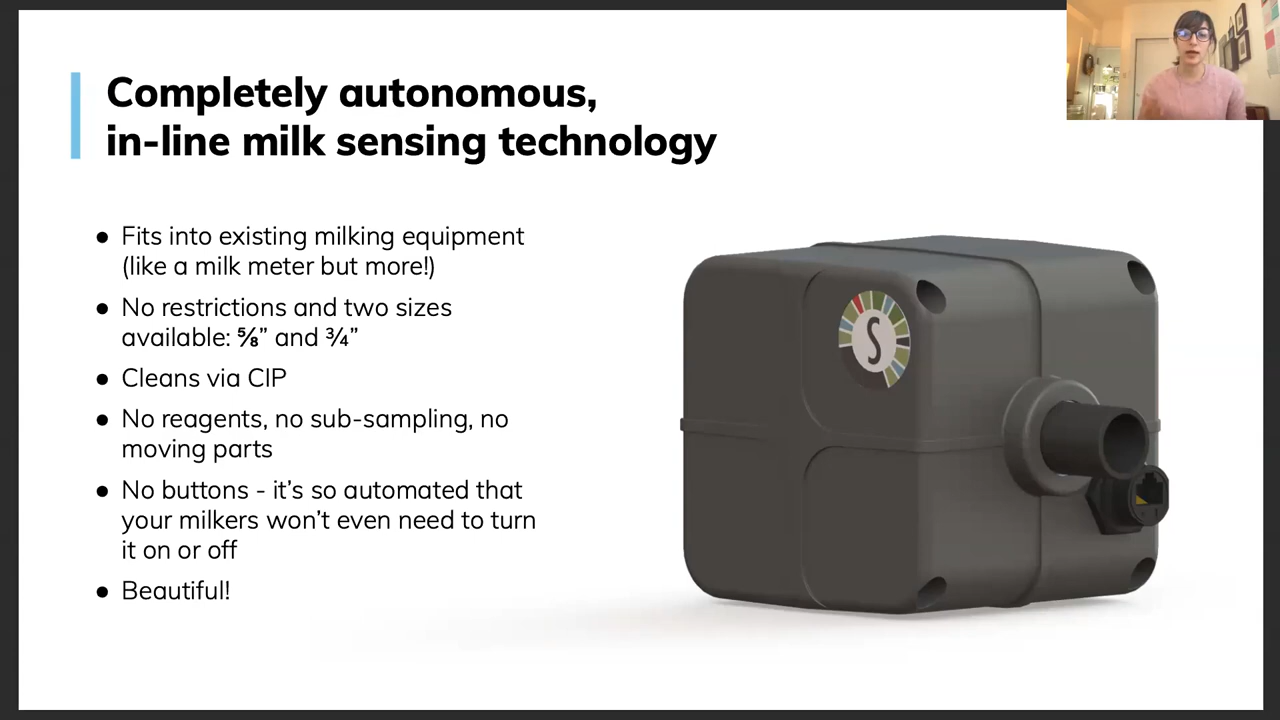 Completely autonomous,
in-line milk sensing technology
● Fits into existing milking equipment
(like a milk meter but more!)
● No restrictions and two sizes
available: ⅝” and ¾”
● Cleans via CIP
● No reagents, no sub-sampling, no
moving parts
● No buttons - it’s so automated that
your milkers won’t even need to turn
it on or off
● Beautiful!
S